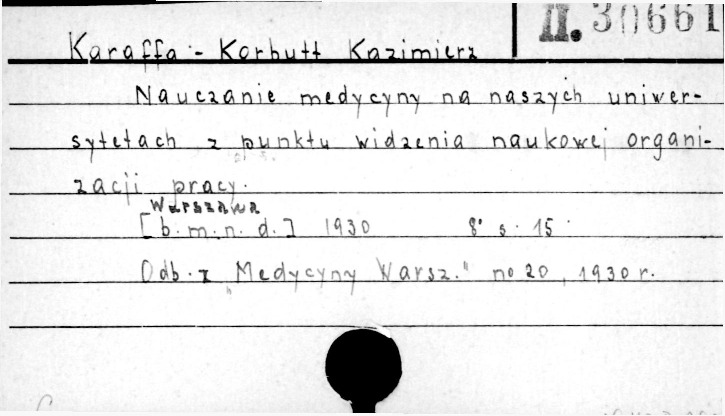 II. 30661
Karaffa - Korbutt Kazimierz
Nauczanie medycyny na naszych uniwer-
sytetach z punktu widzenia naukowej organi-
zacji pracy.
Warszawa
[b. m. n. d.] 1930 8° s. 15
Odb. z „Medycyny Warsz." no 20, 1930 r.